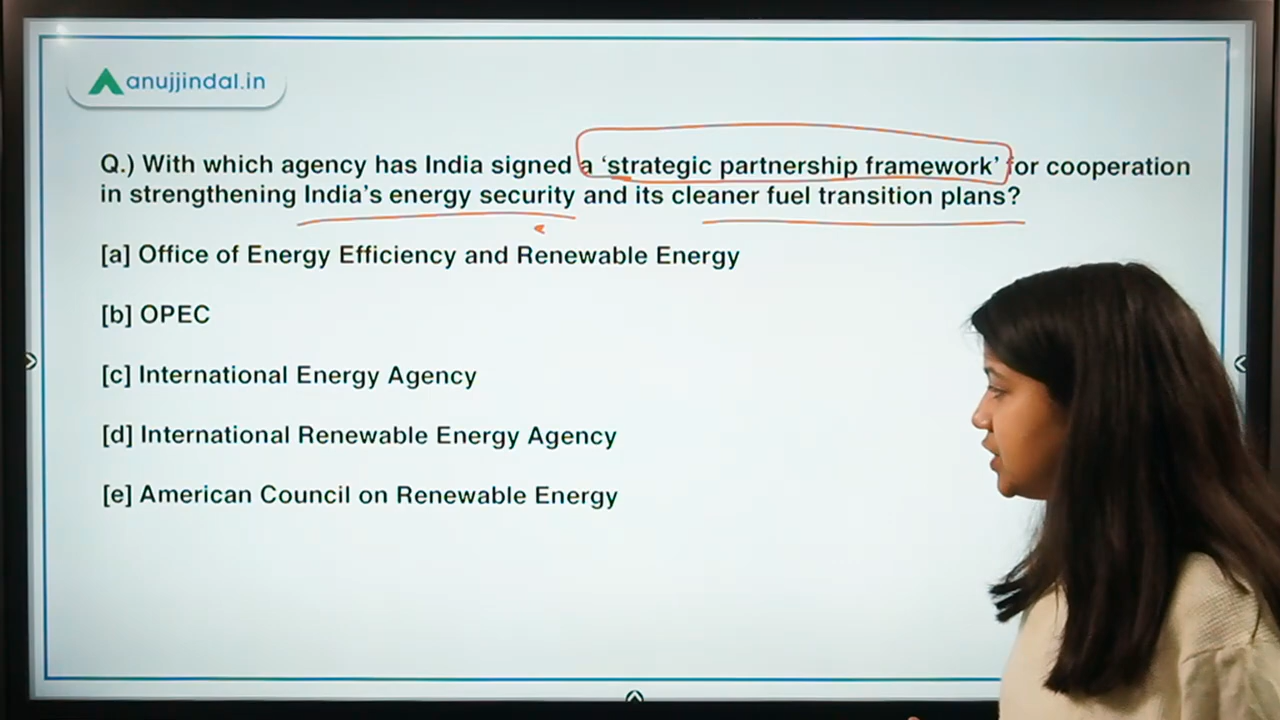 anujjindal.in
Q.) With which agency has India signed a ‘strategic partnership framework’ for cooperation
in strengthening India’s energy security and its cleaner fuel transition plans?
[a] Office of Energy Efficiency and Renewable Energy
[b] OPEC
[c] International Energy Agency
[d] International Renewable Energy Agency
[e] American Council on Renewable Energy